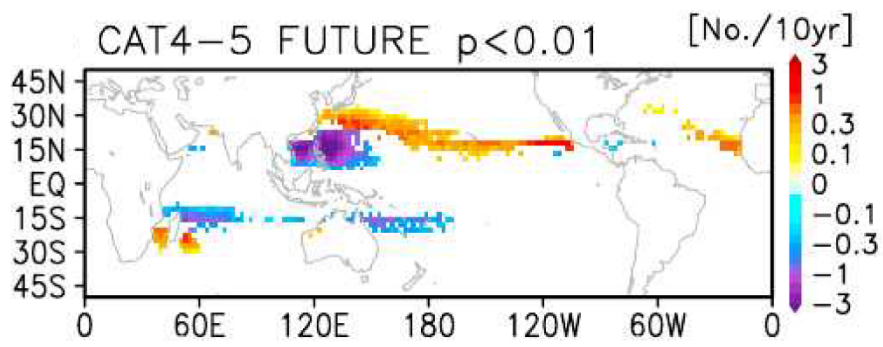 CAT4-5 FUTURE p<0.01
[No./10yr]
45N
30N
15N
EQ
15S
30S
45S
0 60E 120E 180 120W 60W 0
3
1
0.3
0.1
0
-0.1
-0.3
-1
-3